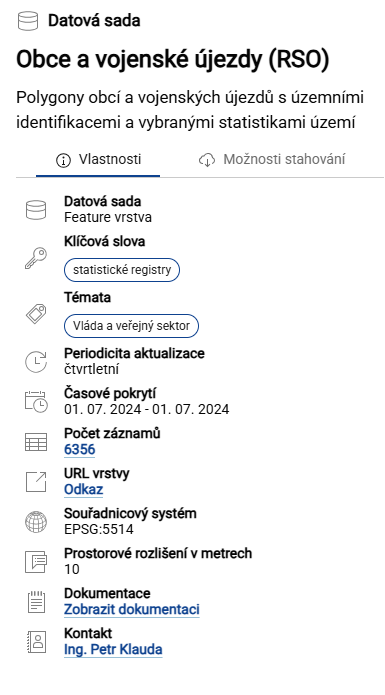 Datová sada
Obce a vojenské újezdy (RSO)
Polygony obcí a vojenských újezdů s územními
identifikacemi a vybranými statistikami území
Vlastnosti
Možnosti stahování
Datová sada
Feature vrstva
Klíčová slova
statistické registry
Témata
Vláda a veřejný sektor
Periodicita aktualizace
čtvrtletní
Časové pokrytí
01. 07. 2024 - 01. 07. 2024
Počet záznamů
6356
URL vrstvy
Odkaz
Souřadnicový systém
EPSG:5514
Prostorové rozlišení v metrech
10
Dokumentace
Zobrazit dokumentaci
Kontakt
Ing. Petr Klauda